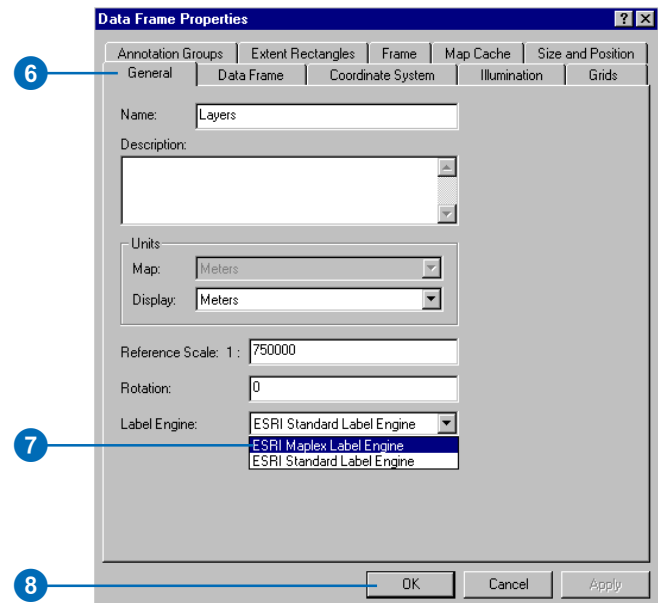 Data Frame Properties
Annotation Groups Extent Rectangles Frame Map Cache Size and Position
6 General Data Frame Coordinate System Illumination Grids
Name: Layers
Description:
Units
Map: Meters
Display: Meters
Reference Scale: 1 : 750000
Rotation: 0
Label Engine: ESRI Standard Label Engine
7 ESRI Maplex Label Engine
ESRI Standard Label Engine
8 OK Cancel Apply